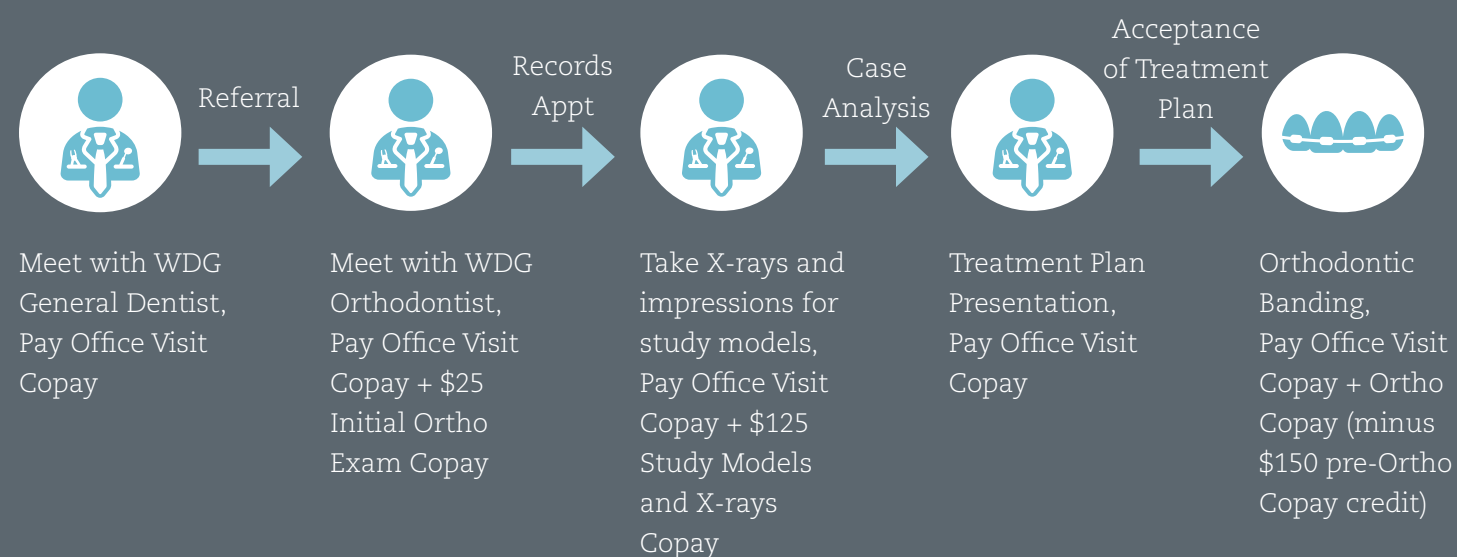 Referral
Records
Appt
Case
Analysis
Acceptance
of Treatment
Plan
Meet with WDG
General Dentist,
Pay Office Visit
Copay
Meet with WDG
Orthodontist,
Pay Office Visit
Copay + $25
Initial Ortho
Exam Copay
Take X-rays and
impressions for
study models,
Pay Office Visit
Copay + $125
Study Models
and X-rays
Copay
Treatment Plan
Presentation,
Pay Office Visit
Copay
Orthodontic
Banding,
Pay Office Visit
Copay + Ortho
Copay (minus
$150 pre-Ortho
Copay credit)